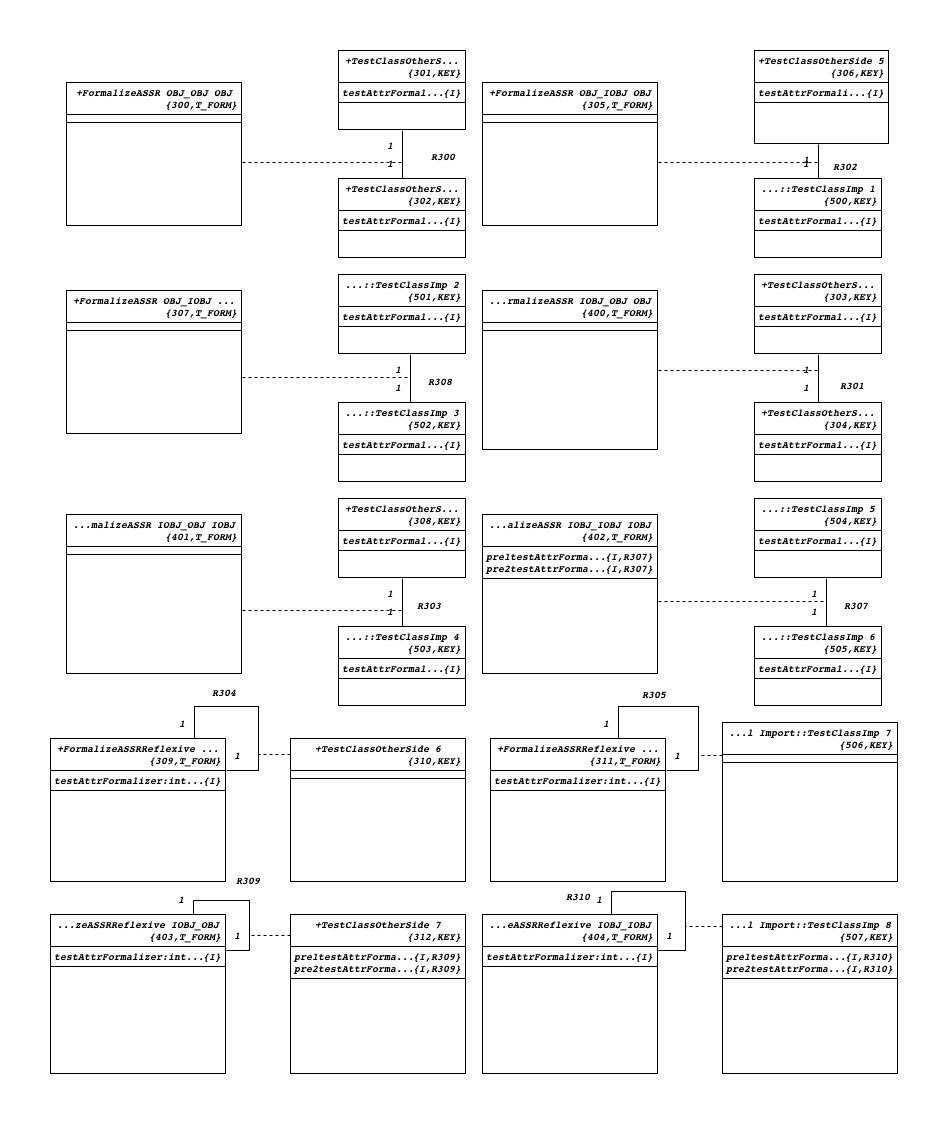 +TestClassOtherS...
{301,KEY}
testAttrFormal...{I}
+TestClassOtherSide 5
{306,KEY}
testAttrFormali...{I}
+FormalizeASSR OBJ_OBJ OBJ
{300,T_FORM}
+FormalizeASSR OBJ_IOBJ OBJ
{305,T_FORM}
1
R300
1
1
R302
1
+TestClassOtherS...
{302,KEY}
testAttrFormal...{I}
...::TestClassImp 1
{500,KEY}
testAttrFormal...{I}
...::TestClassImp 2
{501,KEY}
testAttrFormal...{I}
+TestClassOtherS...
{303,KEY}
testAttrFormal...{I}
+FormalizeASSR OBJ_IOBJ ...
{307,T_FORM}
...rmalizeASSR IOBJ_OBJ OBJ
{400,T_FORM}
1
R308
1
1
R301
1
...::TestClassImp 3
{502,KEY}
testAttrFormal...{I}
+TestClassOtherS...
{304,KEY}
testAttrFormal...{I}
+TestClassOtherS...
{308,KEY}
testAttrFormal...{I}
...::TestClassImp 5
{504,KEY}
testAttrFormal...{I}
...malizeASSR IOBJ_OBJ IOBJ
{401,T_FORM}
...alizeASSR IOBJ_IOBJ IOBJ
{402,T_FORM}
pre1testAttrForma...{I,R307}
pre2testAttrForma...{I,R307}
1
R303
1
1
R307
1
...::TestClassImp 4
{503,KEY}
testAttrFormal...{I}
...::TestClassImp 6
{505,KEY}
testAttrFormal...{I}
R304
1
1
R305
1
1
+FormalizeASSRReflexive ...
{309,T_FORM}
testAttrFormalizer:int...{I}
+TestClassOtherSide 6
{310,KEY}
+FormalizeASSRReflexive ...
{311,T_FORM}
testAttrFormalizer:int...{I}
...l Import::TestClassImp 7
{506,KEY}
R309
1
1
R310
1
1
...zeASSRReflexive IOBJ_OBJ
{403,T_FORM}
testAttrFormalizer:int...{I}
+TestClassOtherSide 7
{312,KEY}
pre1testAttrForma...{I,R309}
pre2testAttrForma...{I,R309}
...eASSRReflexive IOBJ_IOBJ
{404,T_FORM}
testAttrFormalizer:int...{I}
...l Import::TestClassImp 8
{507,KEY}
pre1testAttrForma...{I,R310}
pre2testAttrForma...{I,R310}